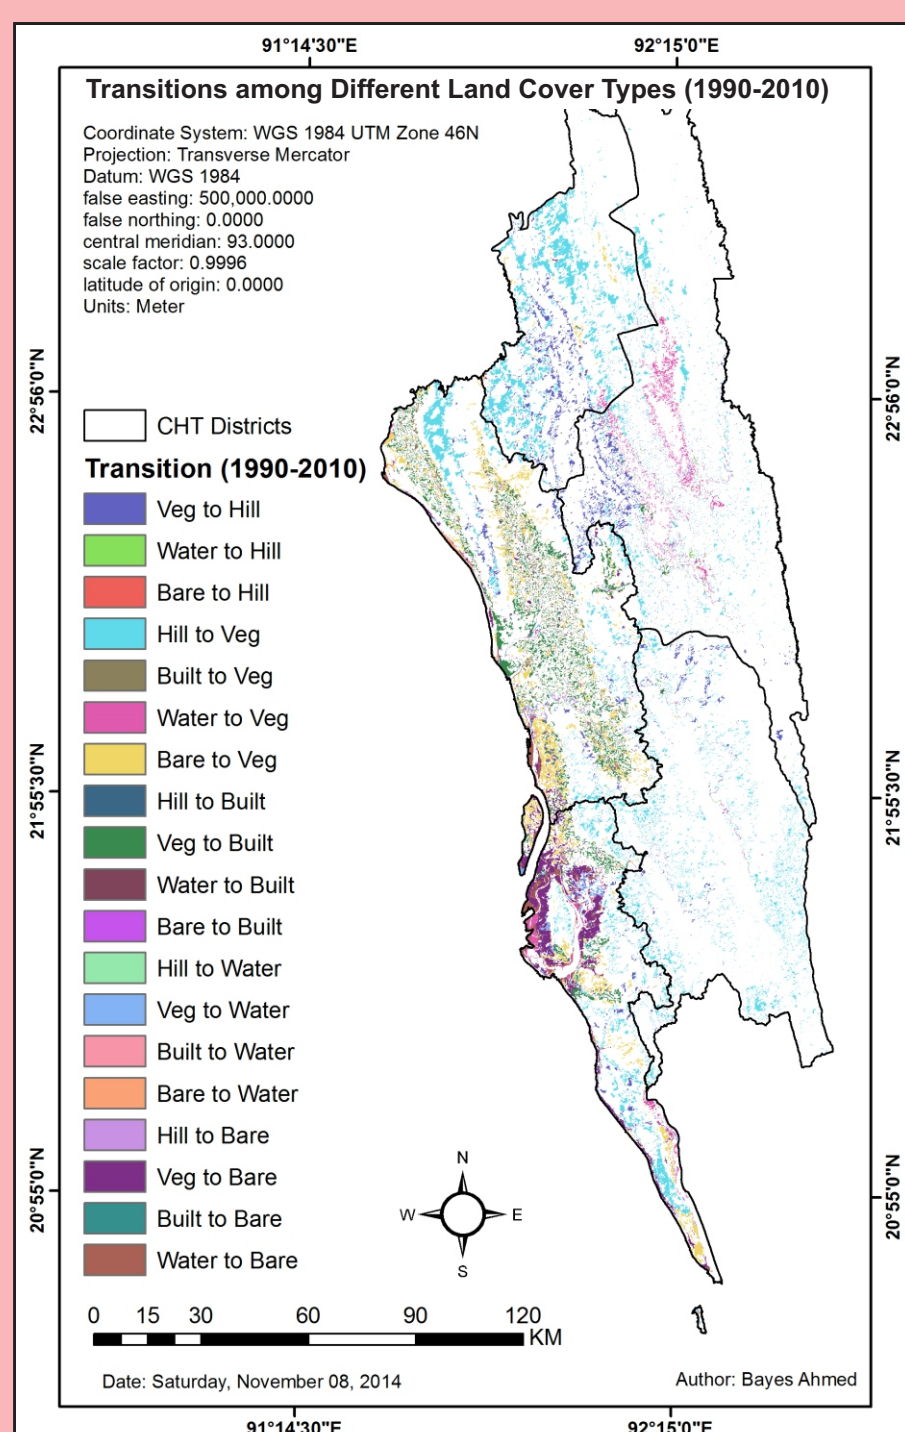 91°14'30"E
92°15'0"E
Transitions among Different Land Cover Types (1990-2010)
Coordinate System: WGS 1984 UTM Zone 46N
Projection: Transverse Mercator
Datum: WGS 1984
false easting: 500,000.0000
false northing: 0.0000
central meridian: 93.0000
scale factor: 0.9996
latitude of origin: 0.0000
Units: Meter
22°56'0"N
22°56'0"N
CHT Districts
Transition (1990-2010)
Veg to Hill
Water to Hill
Bare to Hill
Hill to Veg
Built to Veg
Water to Veg
Bare to Veg
Hill to Built
Veg to Built
Water to Built
Bare to Built
Hill to Water
Veg to Water
Built to Water
Bare to Water
Hill to Bare
Veg to Bare
Built to Bare
Water to Bare
21°55'30"N
21°55'30"N
20°55'0"N
20°55'0"N
N
W E
S
0 15 30 60 90 120
KM
Date: Saturday, November 08, 2014
Author: Bayes Ahmed
91°14'30"E
92°15'0"E